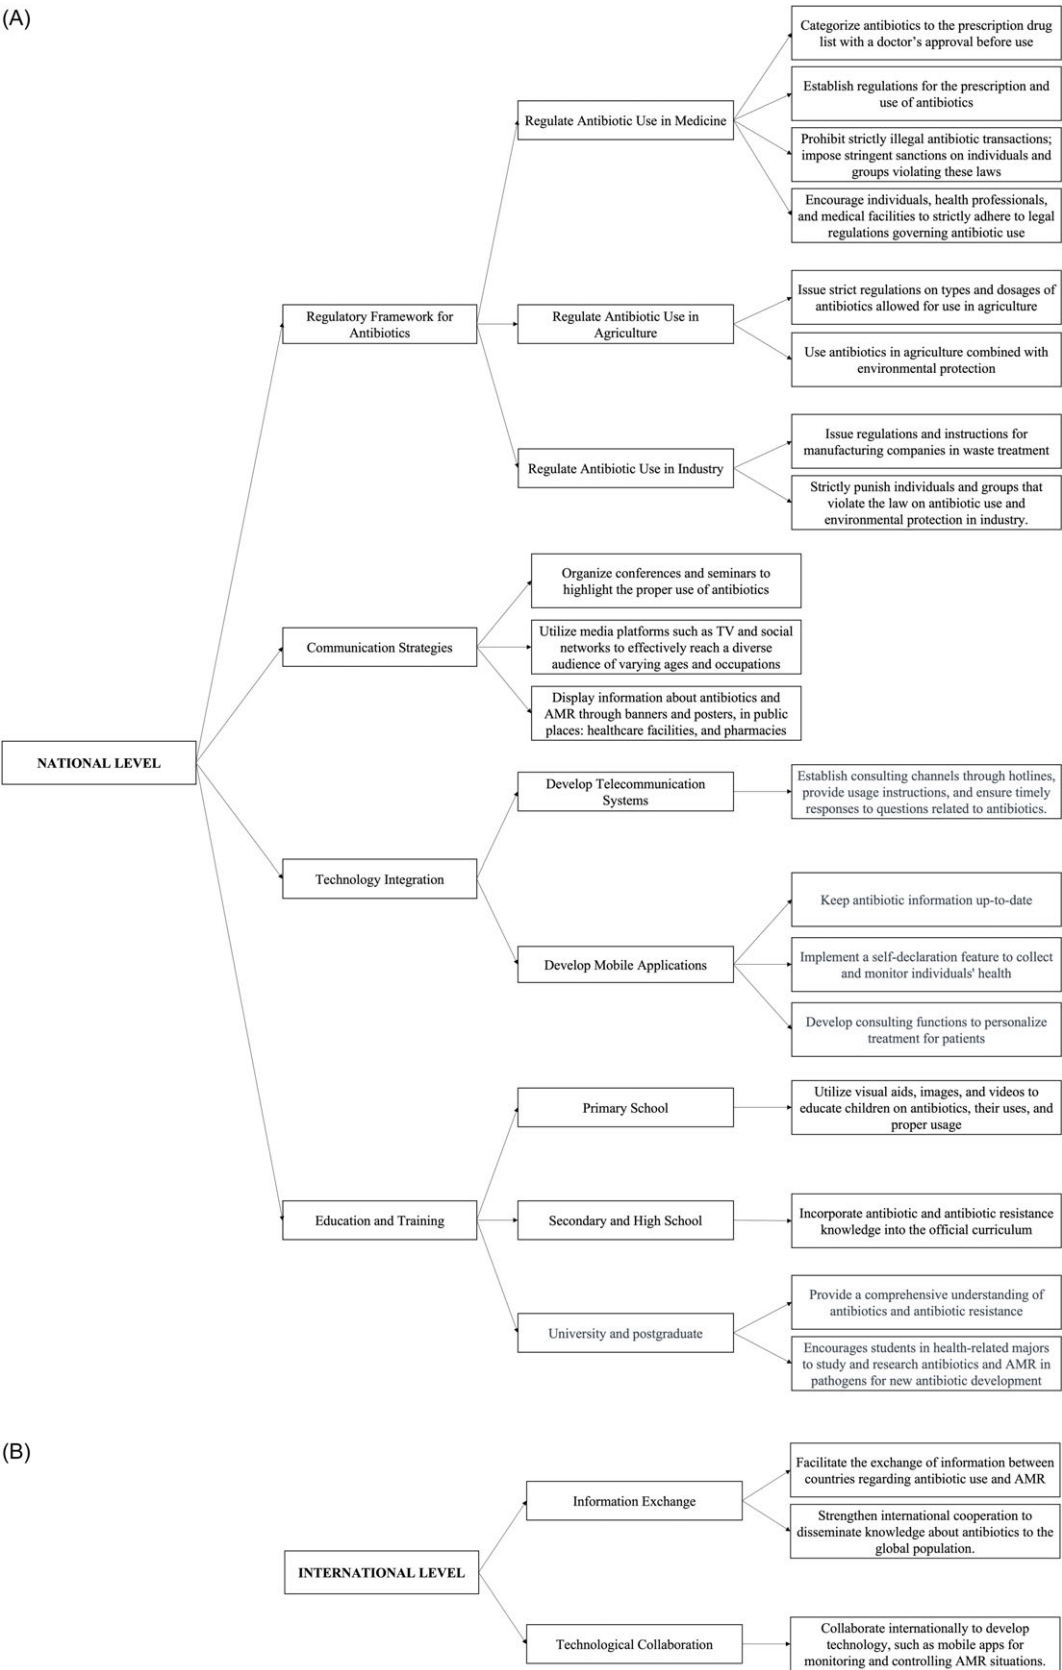 (A)
Categorize antibiotics to the prescription drug
list with a doctor's approval before use
Establish regulations for the prescription and
use of antibiotics
Regulate Antibiotic Use in Medicine
Prohibit strictly illegal antibiotic transactions;
impose stringent sanctions on individuals and
groups violating these laws
Encourage individuals, health professionals,
and medical facilities to strictly adhere to legal
regulations governing antibiotic use
Regulatory Framework for
Antibiotics
Regulate Antibiotic Use in
Agriculture
Issue strict regulations on types and dosages of
antibiotics allowed for use in agriculture
Use antibiotics in agriculture combined with
environmental protection
Regulate Antibiotic Use in Industry
Issue regulations and instructions for
manufacturing companies in waste treatment
Strictly punish individuals and groups that
violate the law on antibiotic use and
environmental protection in industry.
Communication Strategies
Organize conferences and seminars to
highlight the proper use of antibiotics
Utilize media platforms such as TV and social
networks to effectively reach a diverse
audience of varying ages and occupations
Display information about antibiotics and
AMR through banners and posters, in public
places: healthcare facilities, and pharmacies
NATIONAL LEVEL
Technology Integration
Develop Telecommunication
Systems
Establish consulting channels through hotlines,
provide usage instructions, and ensure timely
responses to questions related to antibiotics.
Develop Mobile Applications
Keep antibiotic information up-to-date
Implement a self-declaration feature to collect
and monitor individuals' health
Develop consulting functions to personalize
treatment for patients
Education and Training
Primary School
Utilize visual aids, images, and videos to
educate children on antibiotics, their uses, and
proper usage
Secondary and High School
Incorporate antibiotic and antibiotic resistance
knowledge into the official curriculum
University and postgraduate
Provide a comprehensive understanding of
antibiotics and antibiotic resistance
Encourages students in health-related majors
to study and research antibiotics and AMR in
pathogens for new antibiotic development
(B)
INTERNATIONAL LEVEL
Information Exchange
Facilitate the exchange of information between
countries regarding antibiotic use and AMR
Strengthen international cooperation to
disseminate knowledge about antibiotics to the
global population.
Technological Collaboration
Collaborate internationally to develop
technology, such as mobile apps for
monitoring and controlling AMR situations.